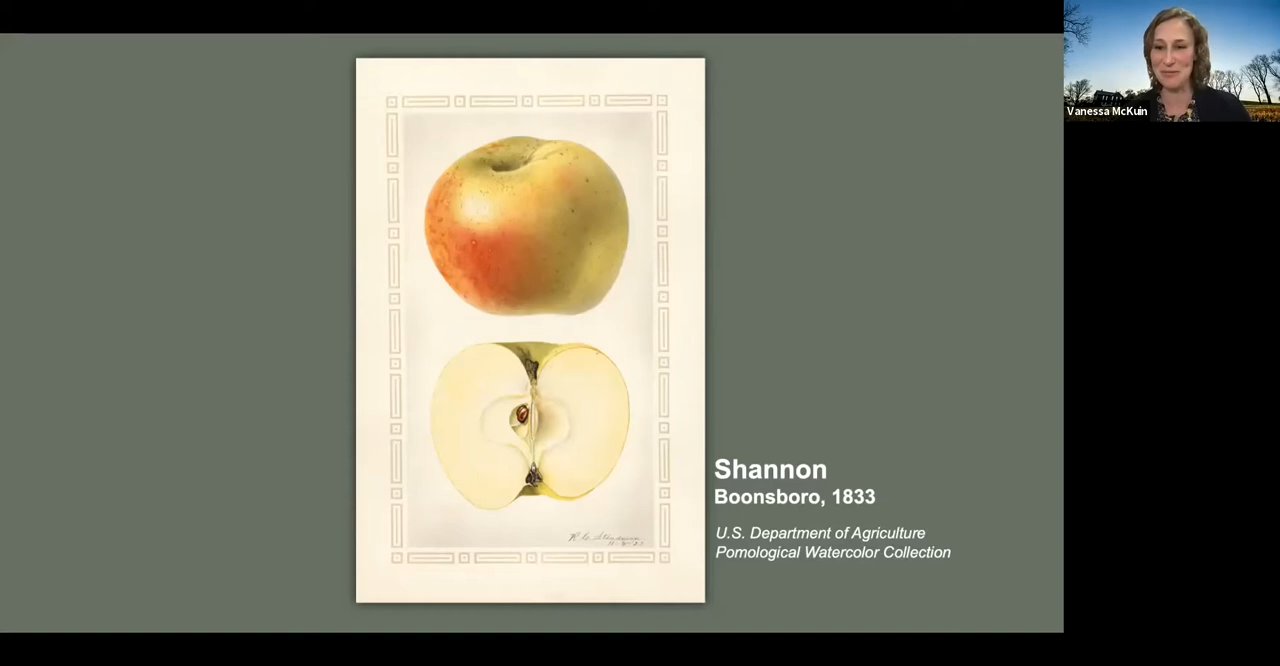 Vanessa McKuin
Shannon
Boonsboro, 1833
U.S. Department of Agriculture
Pomological Watercolor Collection